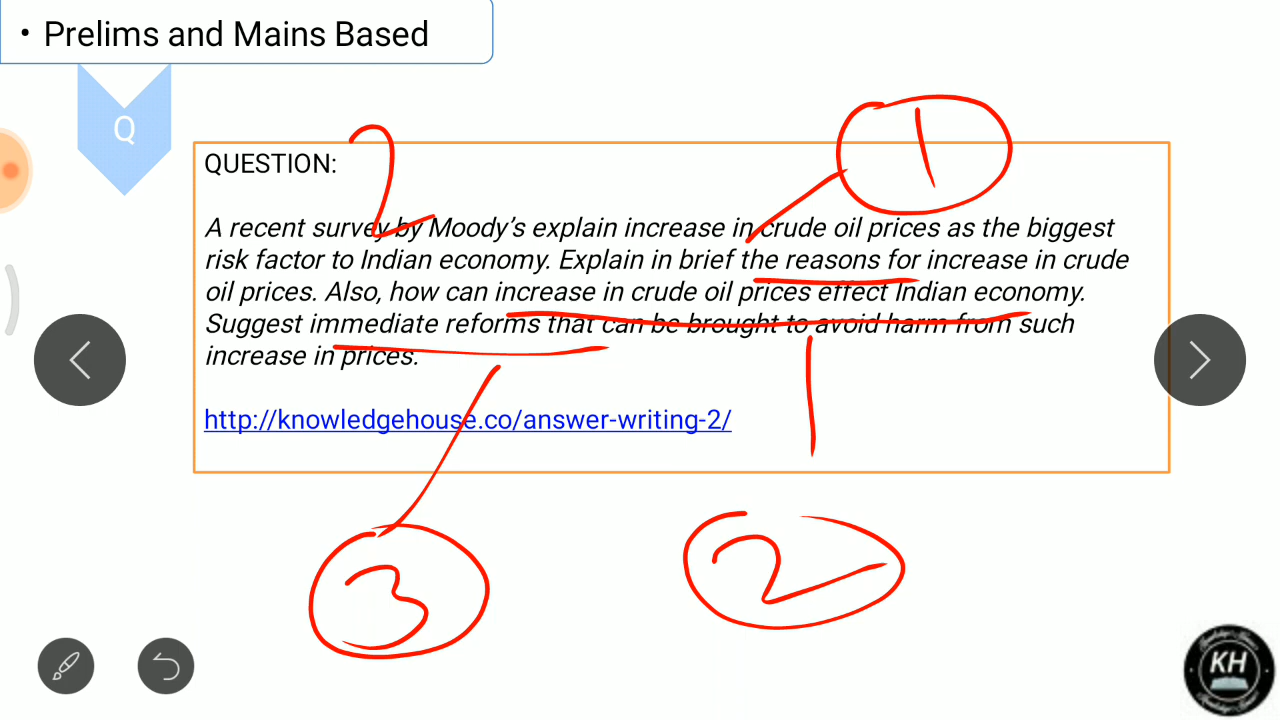 • Prelims and Mains Based
Q
1
2
QUESTION:
A recent survey by Moody’s explain increase in crude oil prices as the biggest
risk factor to Indian economy. Explain in brief the reasons for increase in crude
oil prices. Also, how can increase in crude oil prices effect Indian economy.
Suggest immediate reforms that can be brought to avoid harm from such
increase in prices.
http://knowledgehouse.co/answer-writing-2/
3
2
KH